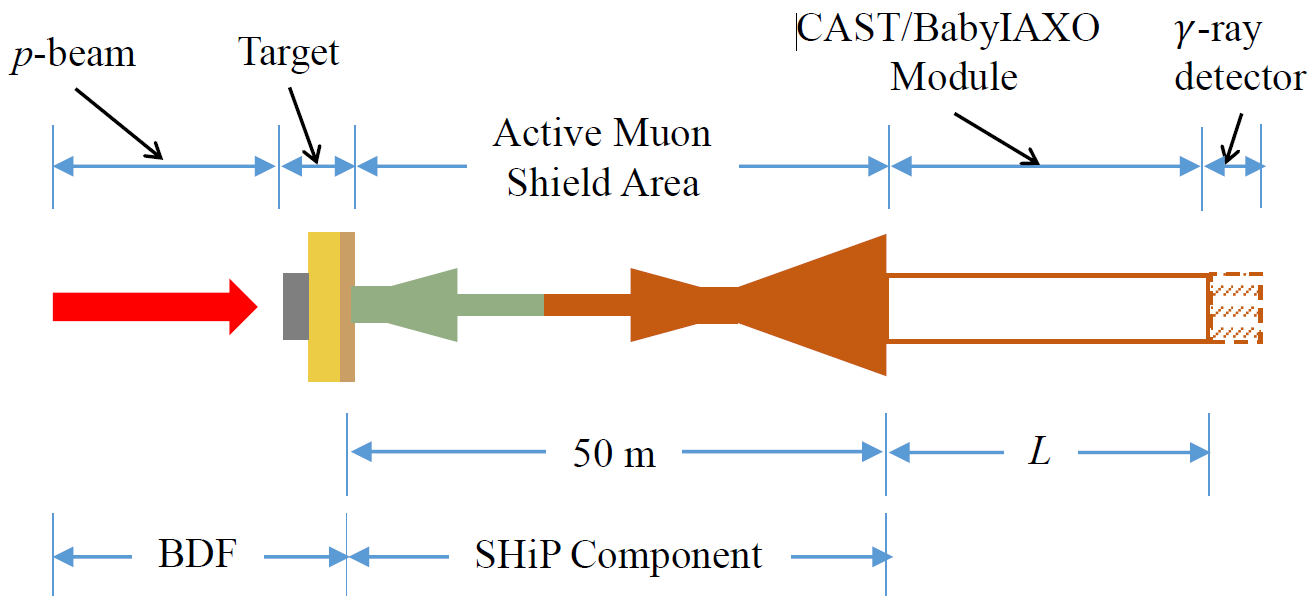 p-beam
Target
Active Muon
Shield Area
CAST/BabyIAXO
Module
γ-ray
detector
50 m
L
BDF
SHiP Component